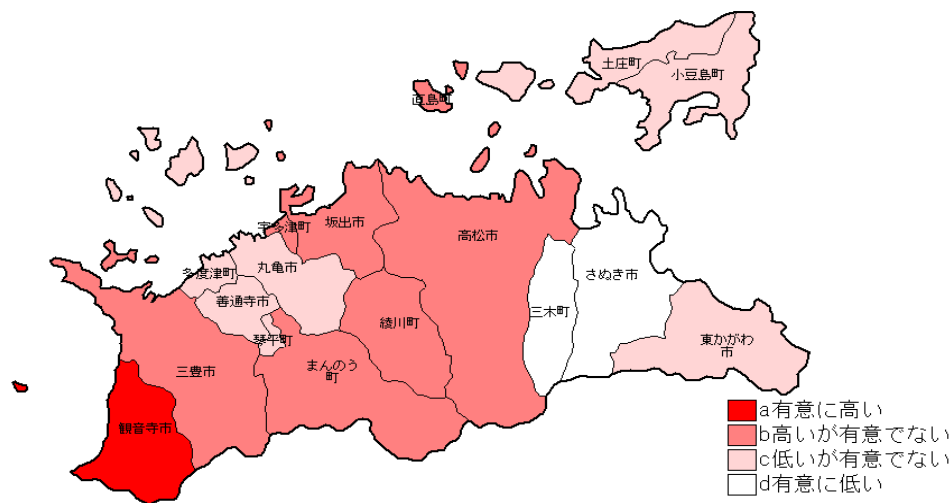 土庄町
小豆島町
直島町
宇多津町
坂出市
高松市
多度津町
丸亀市
さぬき市
善通寺市
三木町
綾川町
琴平町
東かがわ
市
まんのう
町
三豊市
観音寺市
a有意に高い
b高いが有意でない
c低いが有意でない
d有意に低い